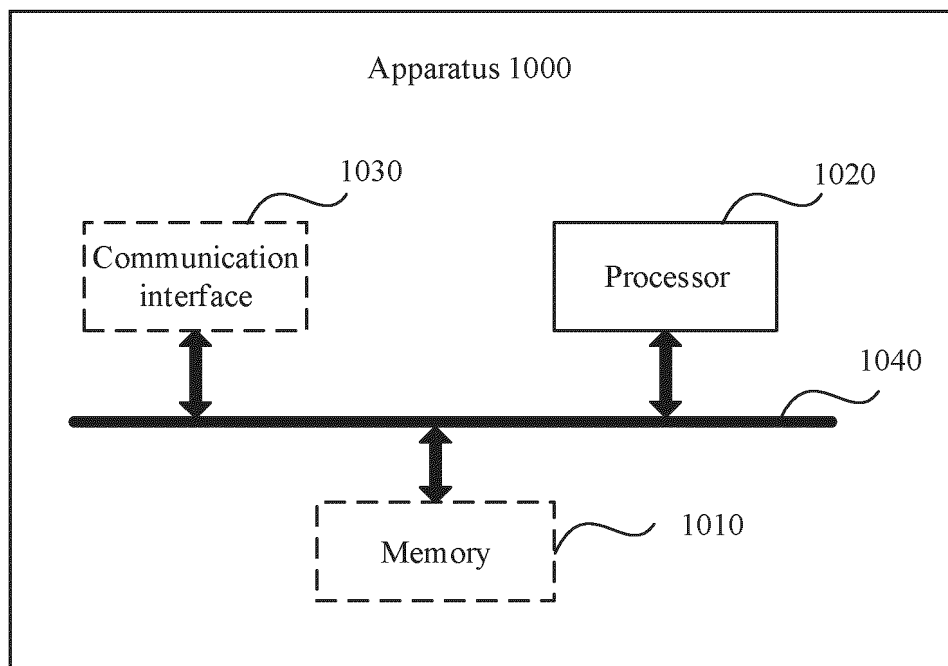 Apparatus 1000
1030
1020
Communication
interface
Processor
1040
1010
Memory